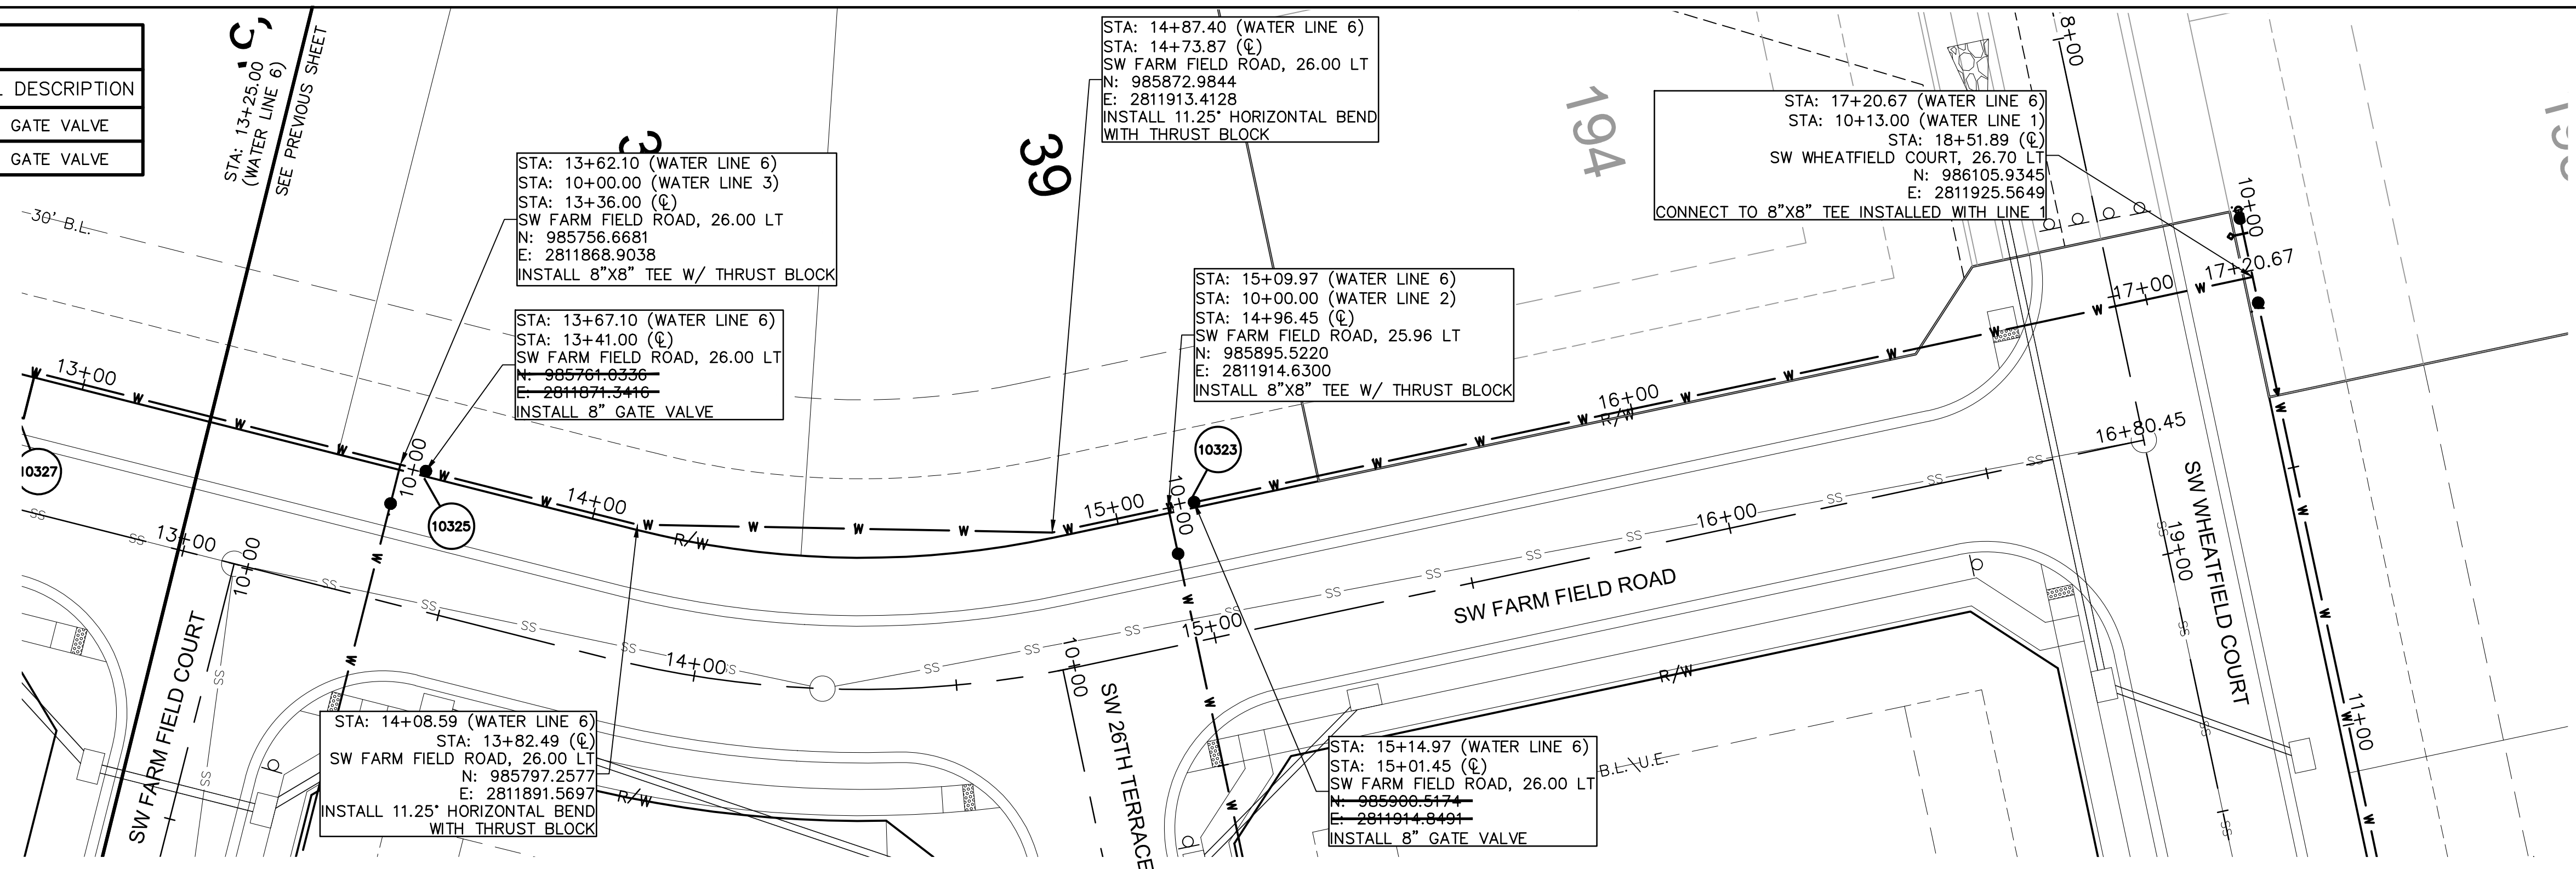 L DESCRIPTION
GATE VALVE
GATE VALVE
STA: 13+25.00
(WATER LINE 6)
SEE PREVIOUS SHEET
30' B.L.
STA: 13+62.10 (WATER LINE 6)
STA: 10+00.00 (WATER LINE 3)
STA: 13+36.00 (℄)
SW FARM FIELD ROAD, 26.00 LT
N: 985756.6681
E: 2811868.9038
INSTALL 8"X8" TEE W/ THRUST BLOCK
STA: 13+67.10 (WATER LINE 6)
STA: 13+41.00 (℄)
SW FARM FIELD ROAD, 26.00 LT
N: 985761.0336
E: 2811871.3416
INSTALL 8" GATE VALVE
39
STA: 14+87.40 (WATER LINE 6)
STA: 14+73.87 (℄)
SW FARM FIELD ROAD, 26.00 LT
N: 985872.9844
E: 2811913.4128
INSTALL 11.25° HORIZONTAL BEND
WITH THRUST BLOCK
STA: 15+09.97 (WATER LINE 6)
STA: 10+00.00 (WATER LINE 2)
STA: 14+96.45 (℄)
SW FARM FIELD ROAD, 25.96 LT
N: 985895.5220
E: 2811914.6300
INSTALL 8"X8" TEE W/ THRUST BLOCK
194
STA: 17+20.67 (WATER LINE 6)
STA: 10+13.00 (WATER LINE 1)
STA: 18+51.89 (℄)
SW WHEATFIELD COURT, 26.70 LT
N: 986105.9345
E: 2811925.5649
CONNECT TO 8"X8" TEE INSTALLED WITH LINE 1
8+00
10+00
17+20.67
17+00
16+00
R/W
13+00
10327
10+00
10325
14+00
R/W
15+00
10+00
10323
16+80.45
13+00
10+00
14+00
15+00
16+00
19+00
11+00
10+00
SW FARM FIELD ROAD
SW WHEATFIELD COURT
SW FARM FIELD COURT
SW 26TH TERRACE
R/W
R/W
B.L.\U.E.
STA: 14+08.59 (WATER LINE 6)
STA: 13+82.49 (℄)
SW FARM FIELD ROAD, 26.00 LT
N: 985797.2577
E: 2811891.5697
INSTALL 11.25° HORIZONTAL BEND
WITH THRUST BLOCK
STA: 15+14.97 (WATER LINE 6)
STA: 15+01.45 (℄)
SW FARM FIELD ROAD, 26.00 LT
N: 985900.5174
E: 2811914.8491
INSTALL 8" GATE VALVE